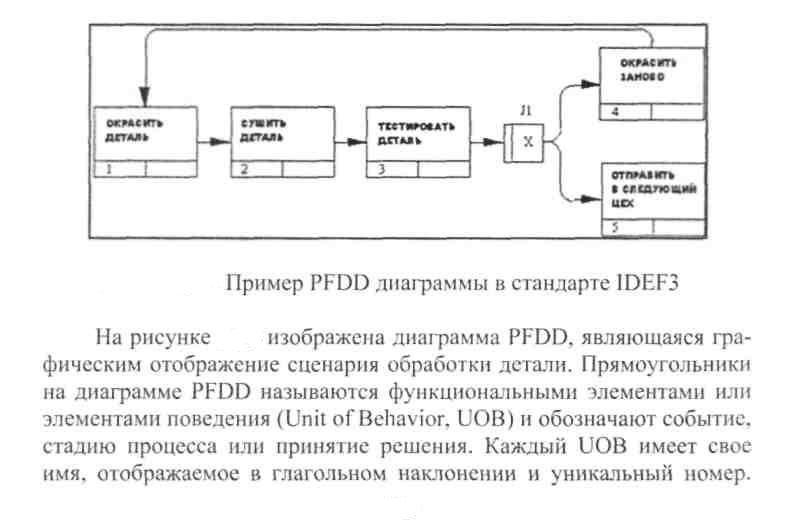 ОКРАСИТЬ
ЗАНОВО
4
J1
ОКРАСИТЬ
ДЕТАЛЬ
1
СУШИТЬ
ДЕТАЛЬ
2
ТЕСТИРОВАТЬ
ДЕТАЛЬ
3
X
ОТПРАВИТЬ
В СЛЕДУЮЩИЙ
ЦЕХ
5
Пример PFDD диаграммы в стандарте IDEF3
На рисунке изображена диаграмма PFDD, являющаяся гра-
фическим отображение сценария обработки детали. Прямоугольники
на диаграмме PFDD называются функциональными элементами или
элементами поведения (Unit of Behavior, UOB) и обозначают событие,
стадию процесса или принятие решения. Каждый UOB имеет свое
имя, отображаемое в глагольном наклонении и уникальный номер.